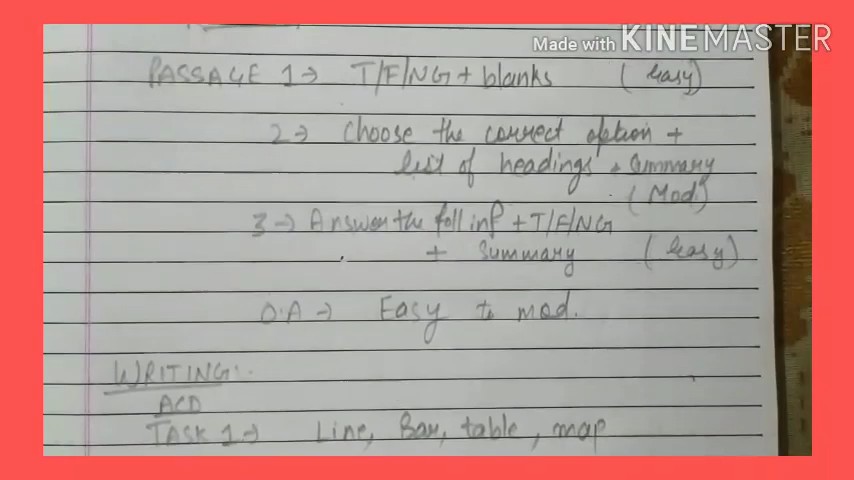 Made with KINEMASTER
PASSAGE 1→ T/F/NG + blanks (Easy)
2→ Choose the correct option +
list of headings + Summary
(Mod)
3→ Answer the foll inf + T/F/NG
+ Summary (Easy)
O.A → Easy to mod.
WRITING:-
ACD
TASK 1→ Line, Bar, table, map